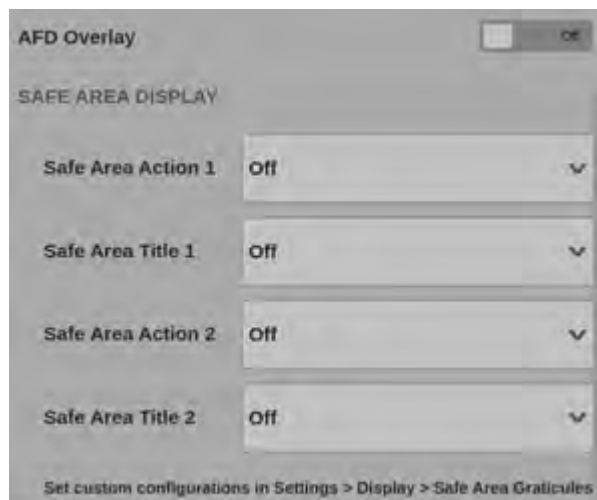 AFD Overlay Off
SAFE AREA DISPLAY
Safe Area Action 1 Off
Safe Area Title 1 Off
Safe Area Action 2 Off
Safe Area Title 2 Off
Set custom configurations in Settings > Display > Safe Area Graticules